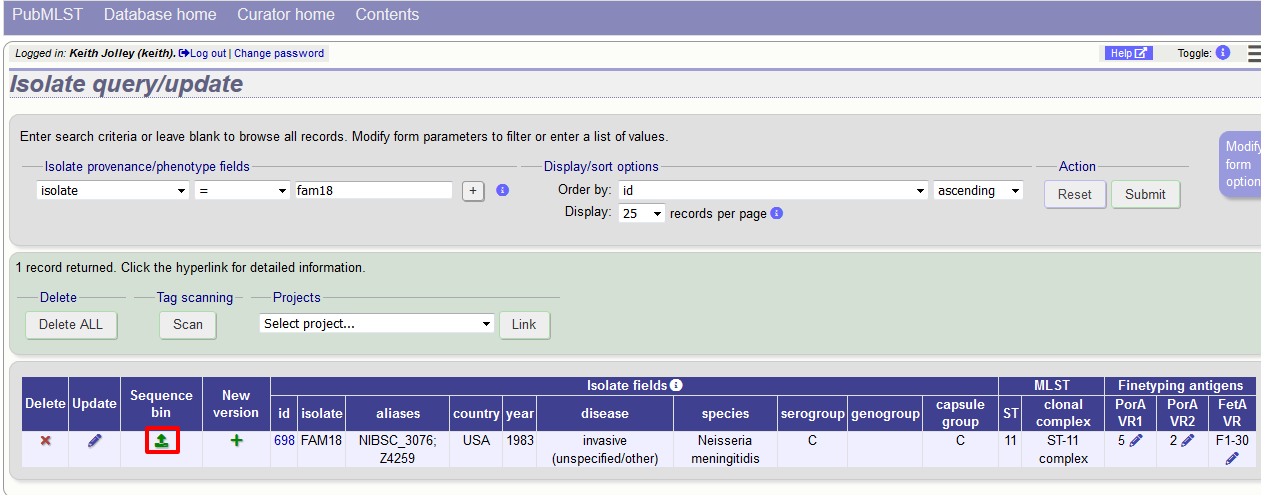 PubMLST Database home Curator home Contents
Logged in: Keith Jolley (keith). Log out | Change password Help Toggle:
Isolate query/update
Enter search criteria or leave blank to browse all records. Modify form parameters to filter or enter a list of values.
Modify
form
option
Isolate provenance/phenotype fields Display/sort options Action
isolate = fam18 + Order by: id ascending Reset Submit
Display: 25 records per page
1 record returned. Click the hyperlink for detailed information.
Delete Tag scanning Projects
Delete ALL Scan Select project... Link
Delete Update Sequence bin New version Isolate fields MLST Finetyping antigens
id isolate aliases country year disease species serogroup genogroup capsule group ST clonal complex PorA VR1 PorA VR2 FetA VR
698 FAM18 NIBSC_3076; USA 1983 invasive Neisseria C C 11 ST-11 5 2 F1-30
Z4259 (unspecified/other) meningitidis complex